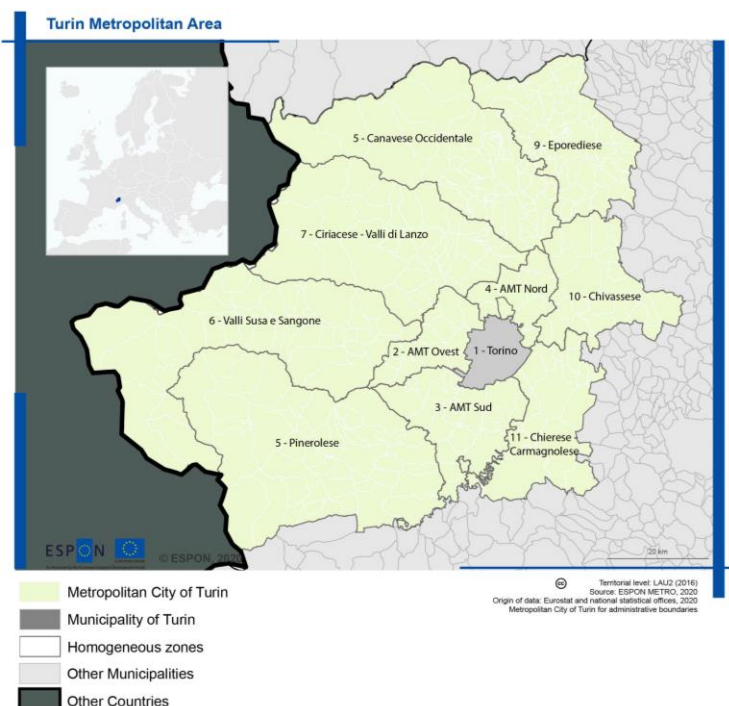 Turin Metropolitan Area
5 - Canavese Occidentale
9 - Eporediese
7 - Ciriacese - Valli di Lanzo
4 - AMT Nord
10 - Chivassese
6 - Valli Susa e Sangone
2 - AMT Ovest
1 - Torino
3 - AMT Sud
5 - Pinerolese
11 - Chierese -
Carmagnolese
ESPON
© ESPON, 2020
20 km
Metropolitan City of Turin
Municipality of Turin
Homogeneous zones
Other Municipalities
Other Countries
cc
Territorial level: LAU2 (2016)
Source: ESPON METRO, 2020
Origin of data: Eurostat and national statistical offices, 2020
Metropolitan City of Turin for administrative boundaries